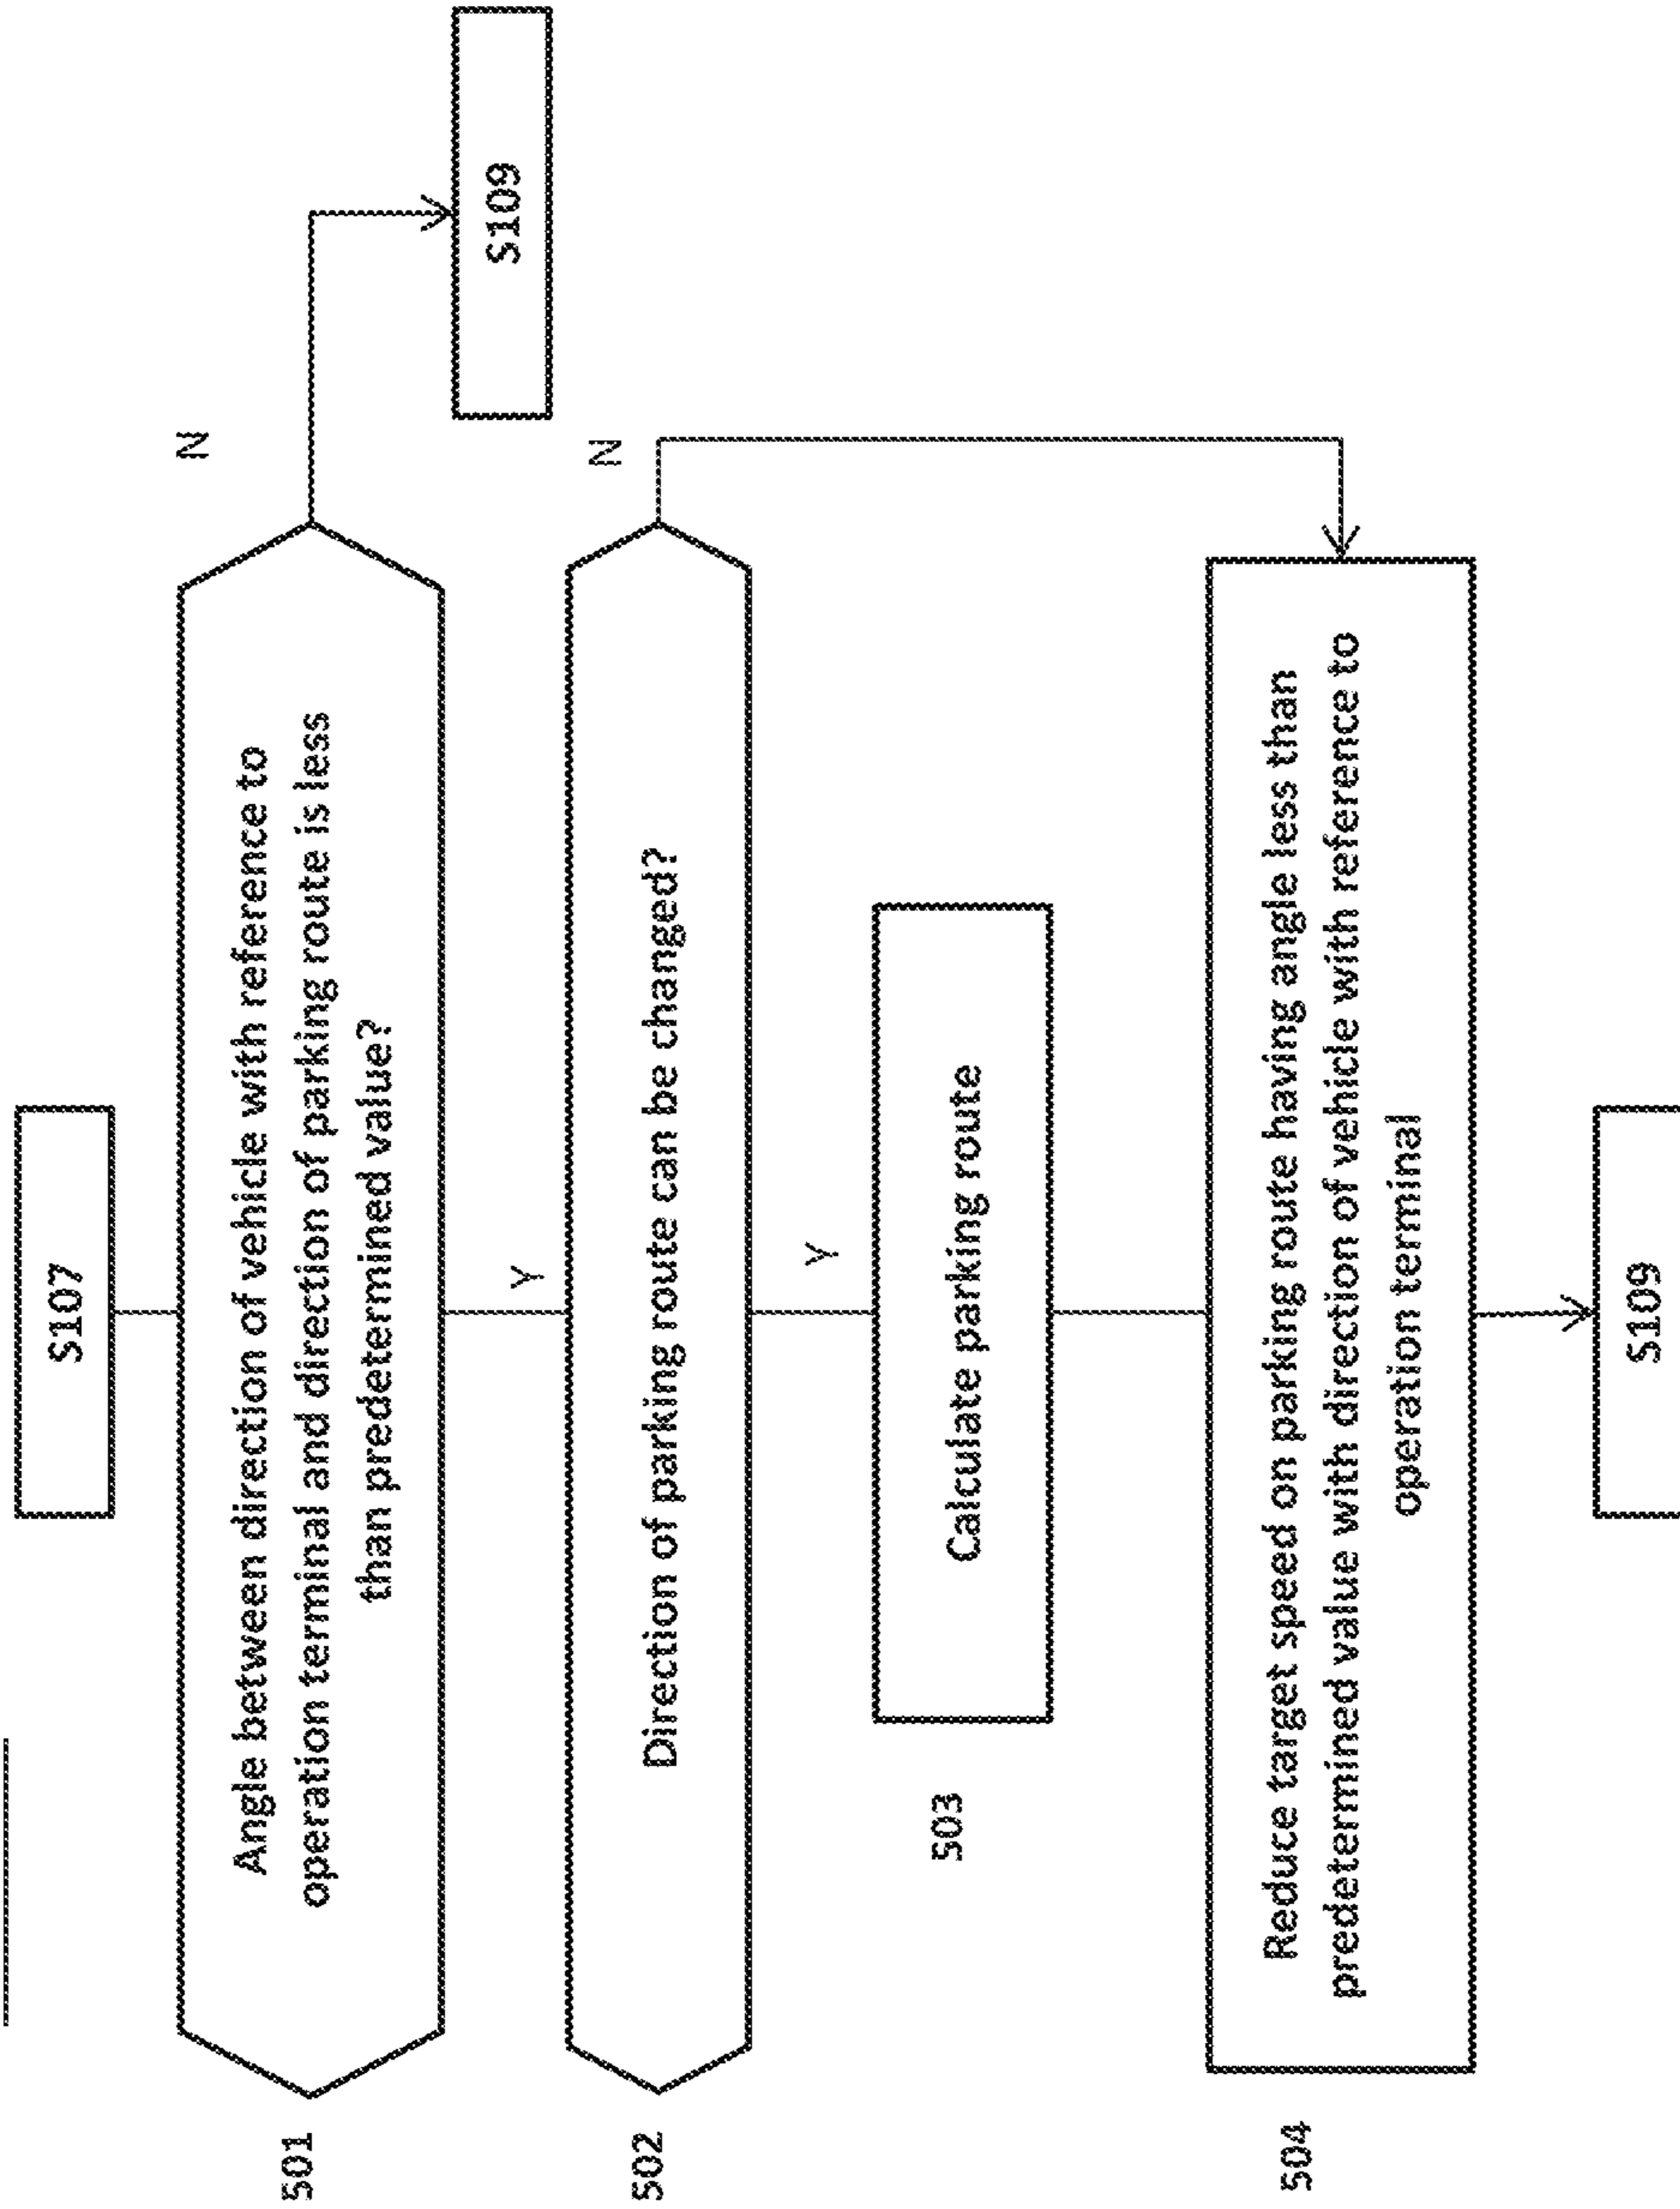 S107
501
Angle between direction of vehicle with reference to
operation terminal and direction of parking route is less
than predetermined value?
N
S109
Y
502
Direction of parking route can be changed?
N
Y
503
Calculate parking route
504
Reduce target speed on parking route having angle less than
predetermined value with direction of vehicle with reference to
operation terminal
S109